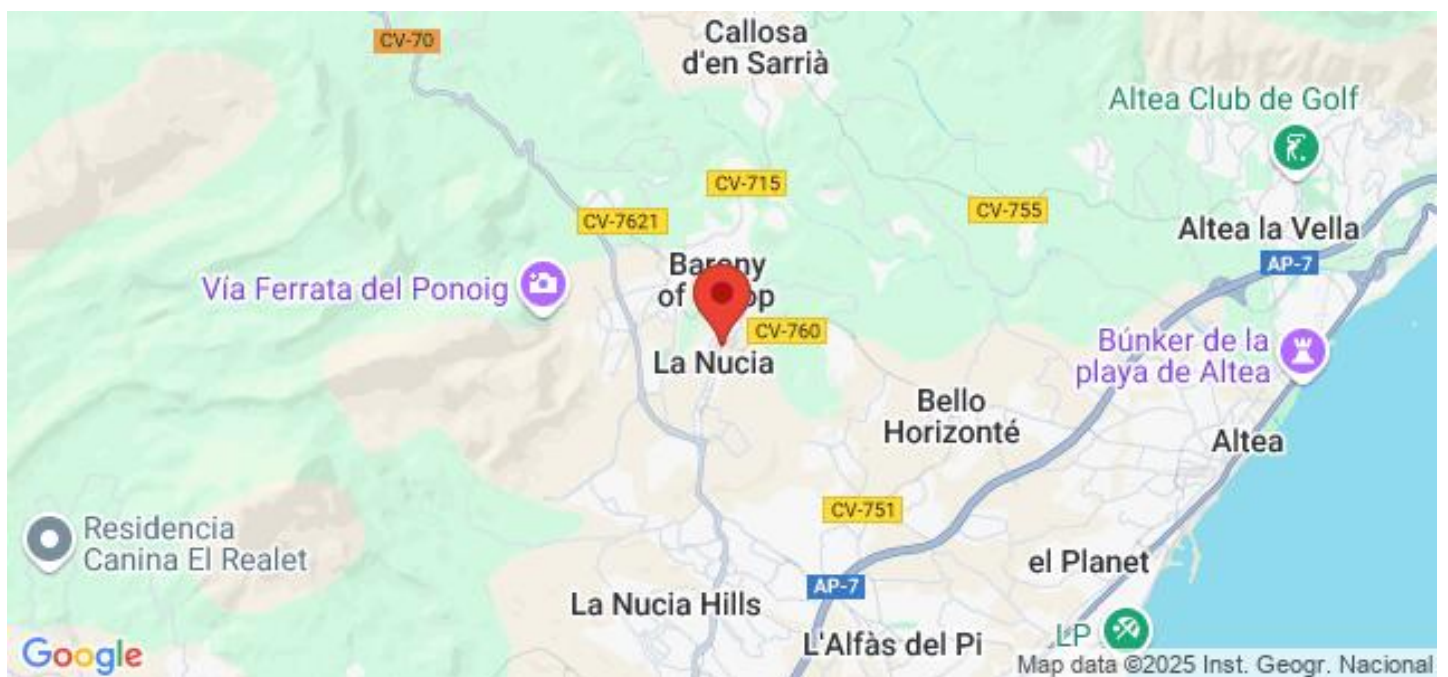 CV-70
Callosa
d'en Sarrià
Altea Club de Golf
CV-715
CV-7621
CV-755
Altea la Vella
AP-7
Barony
of
Vía Ferrata del Ponoig
CV-760
La Nucia
Búnker de la
playa de Altea
Bello
Horizonté
Altea
CV-751
Residencia
Canina El Realet
el Planet
AP-7
La Nucia Hills
LP
L'Alfàs del Pi
Google
Map data ©2025 Inst. Geogr. Nacional